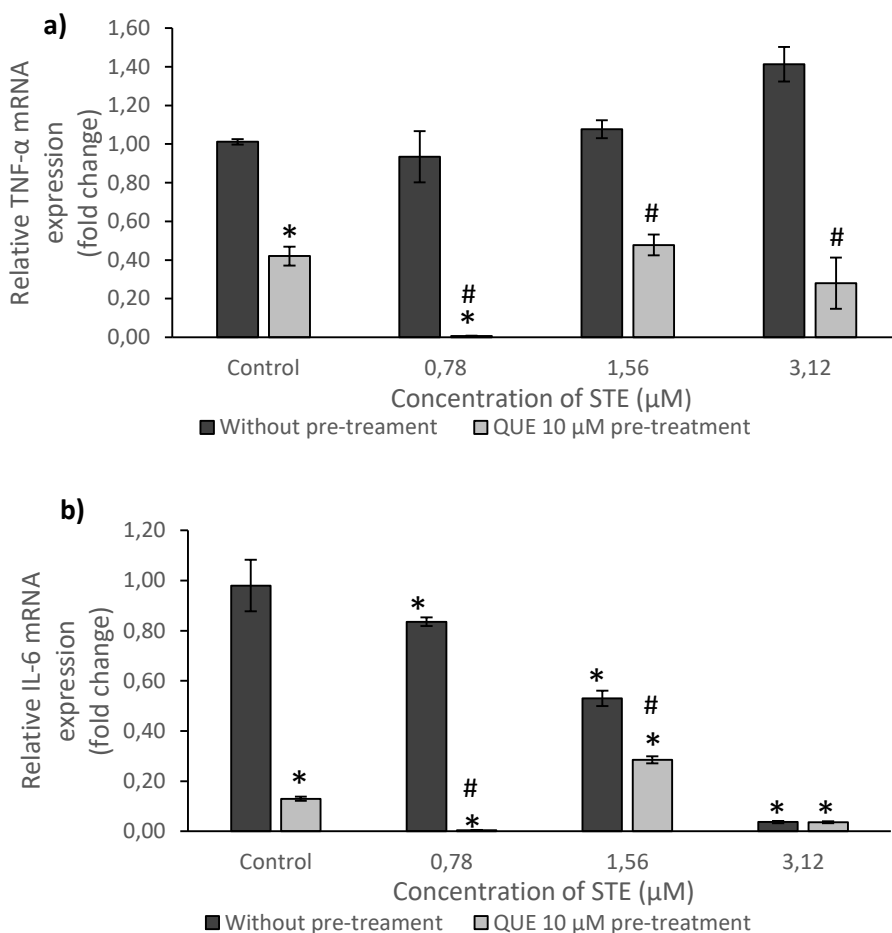 a)
Relative TNF-α mRNA
expression
(fold change)
1,60
1,40
1,20
1,00
0,80
0,60
0,40
0,20
0,00
*
#
*
#
#
Control
0,78
1,56
3,12
Concentration of STE (µM)
Without pre-treament
QUE 10 µM pre-treatment
b)
Relative IL-6 mRNA
expression
(fold change)
1,20
1,00
0,80
0,60
0,40
0,20
0,00
*
*
#
*
*
#
*
*
*
Control
0,78
1,56
3,12
Concentration of STE (µM)
Without pre-treament
QUE 10 µM pre-treatment